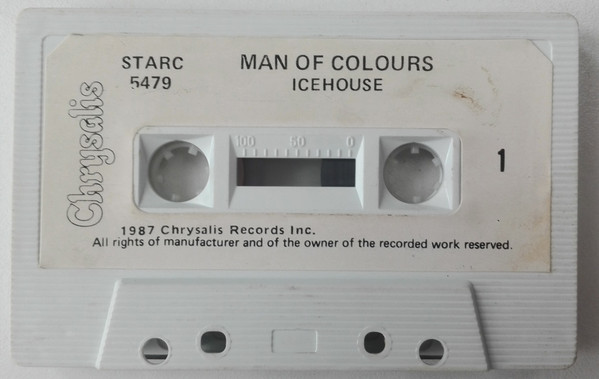 Chrysalis
STARC
5479
MAN OF COLOURS
ICEHOUSE
100 50 0
1
1987 Chrysalis Records Inc.
All rights of manufacturer and of the owner of the recorded work reserved.